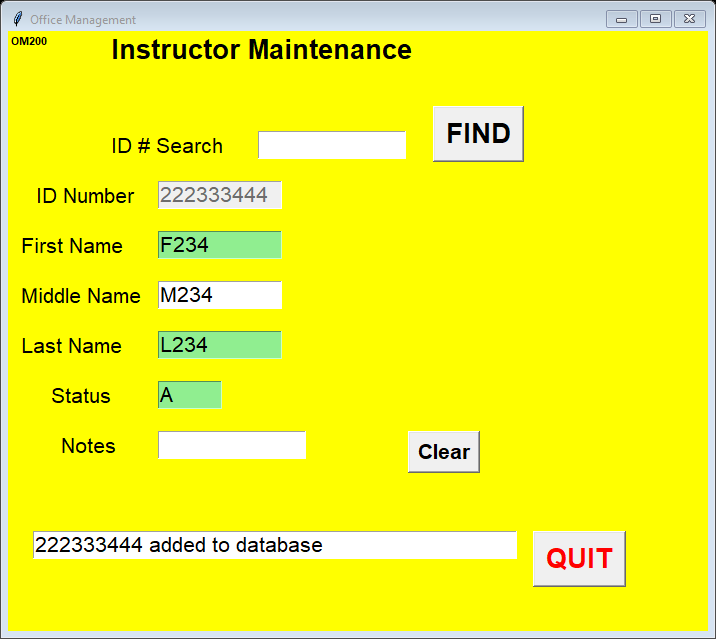 Office Management
OM200
Instructor Maintenance
ID # Search
FIND
ID Number 222333444
First Name F234
Middle Name M234
Last Name L234
Status A
Notes
Clear
222333444 added to database
QUIT